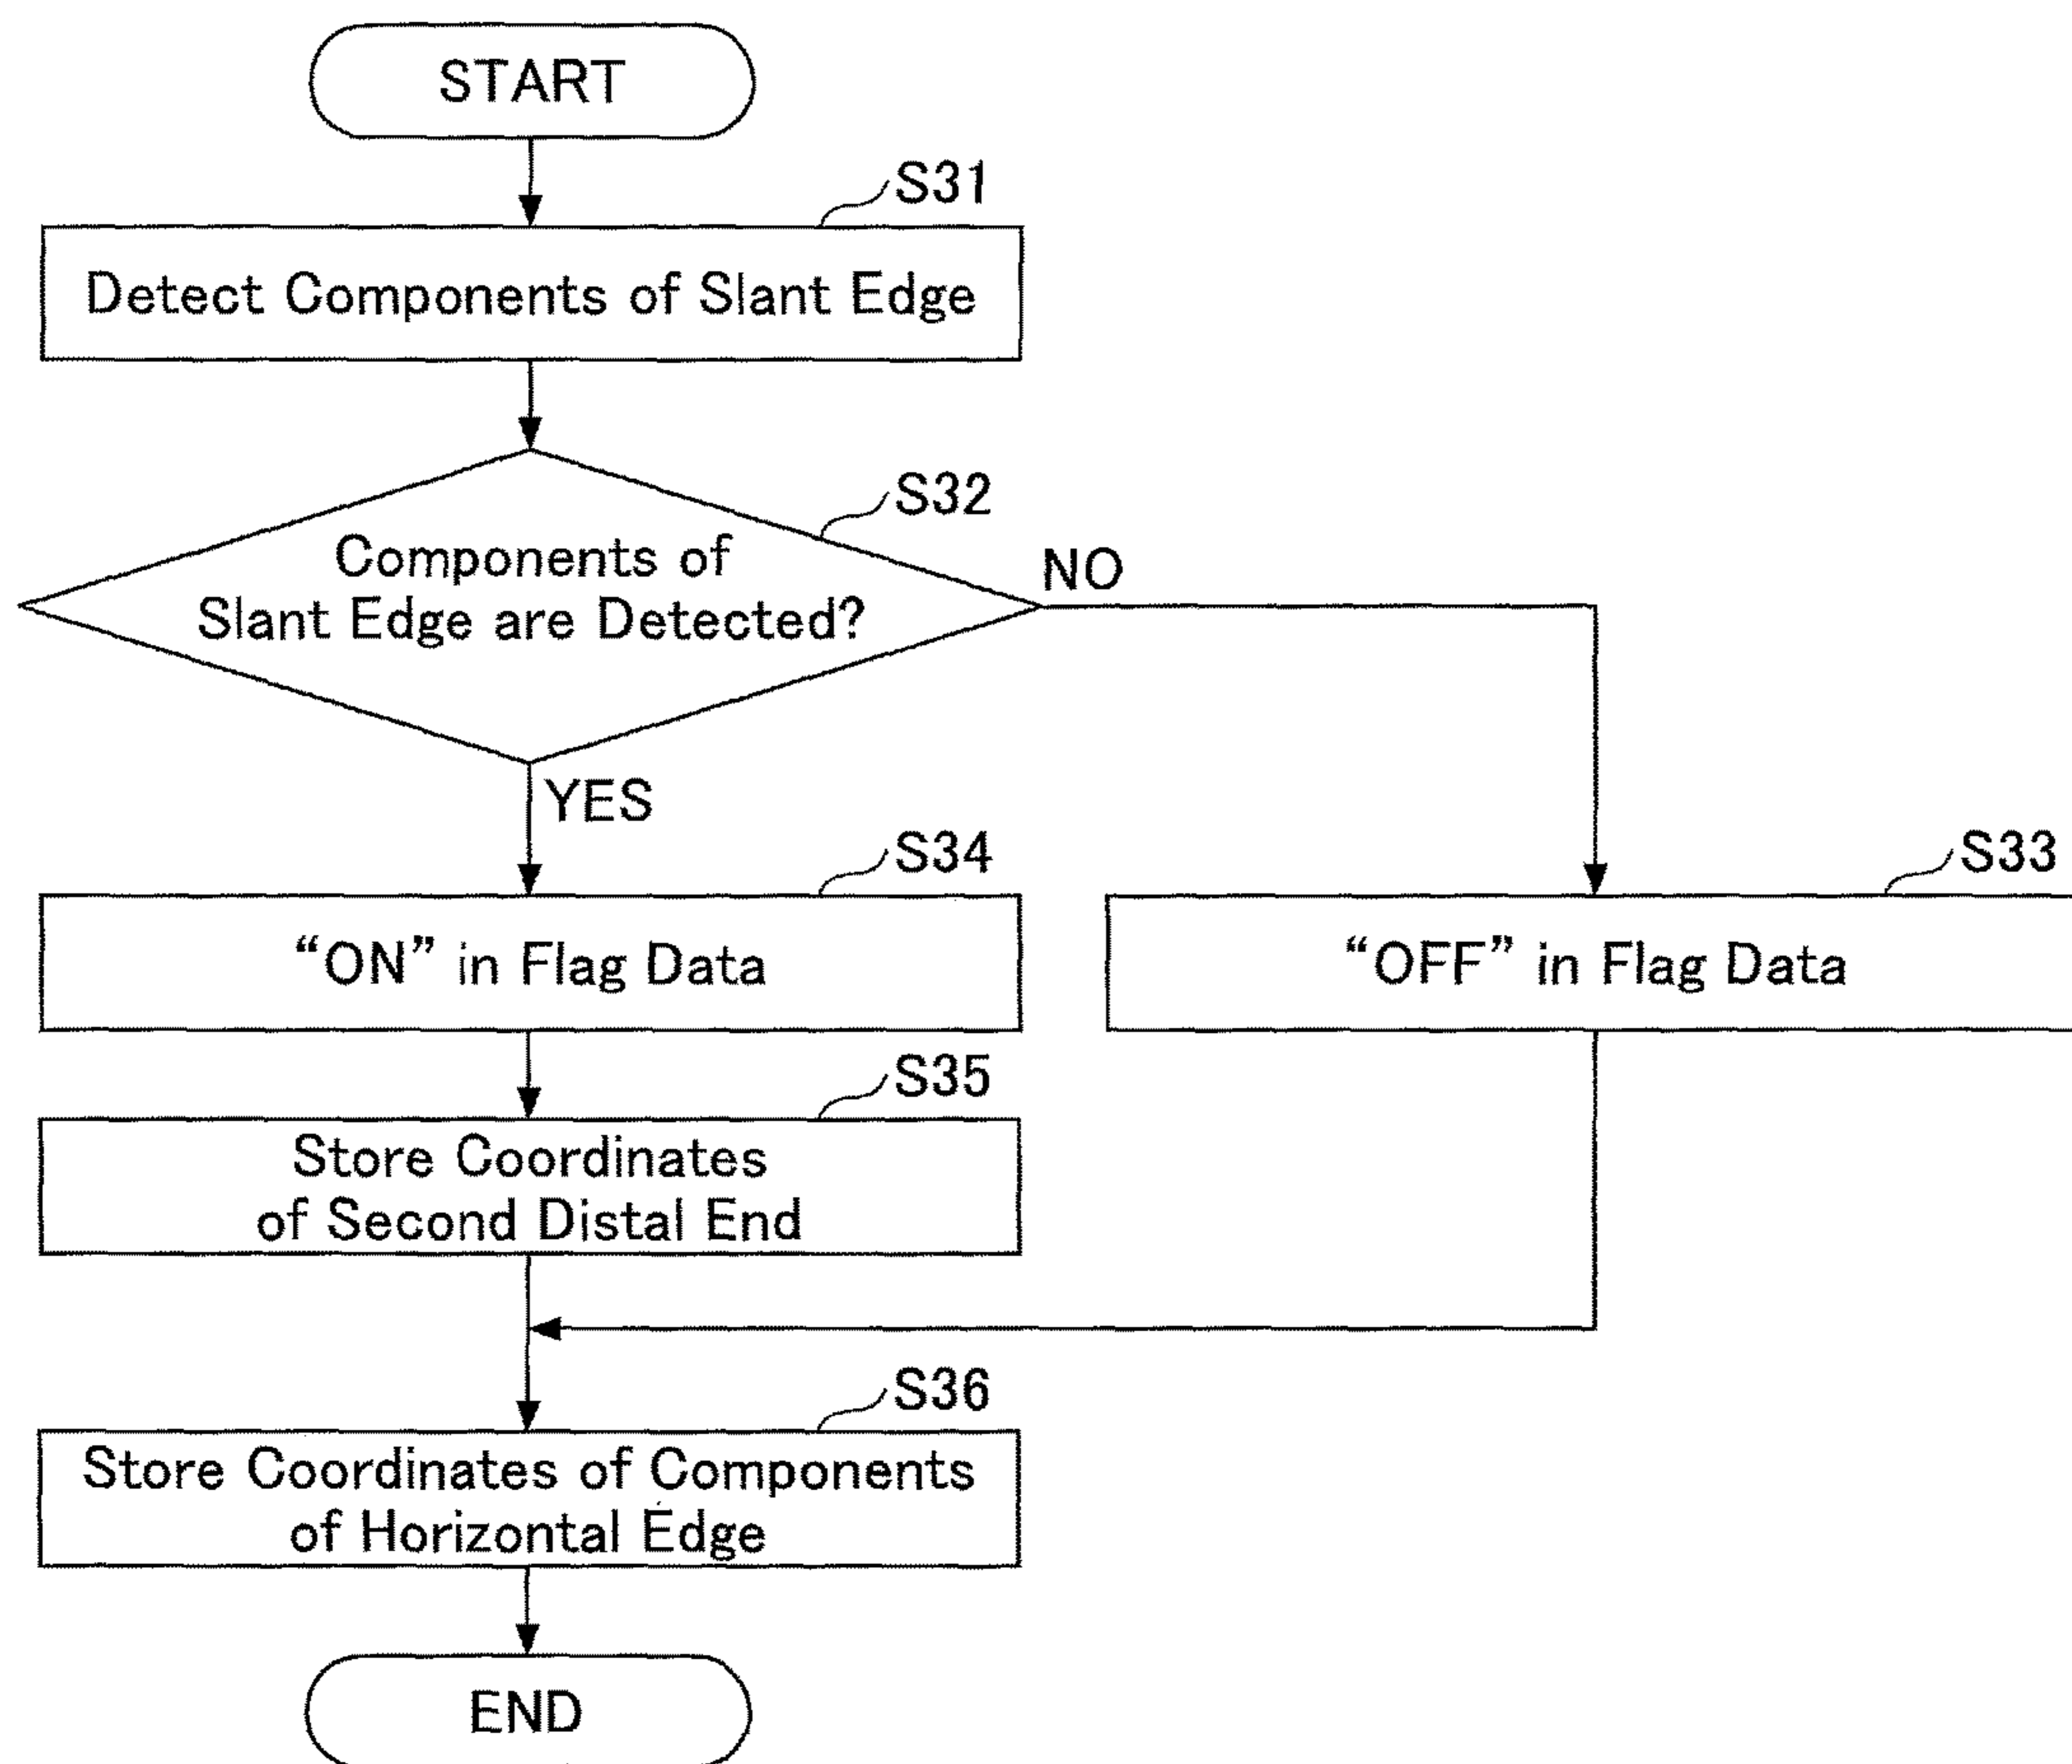 START
S31
Detect Components of Slant Edge
S32
Components of
Slant Edge are Detected?
NO
YES
S34
“ON” in Flag Data
S33
“OFF” in Flag Data
S35
Store Coordinates
of Second Distal End
S36
Store Coordinates of Components
of Horizontal Edge
END